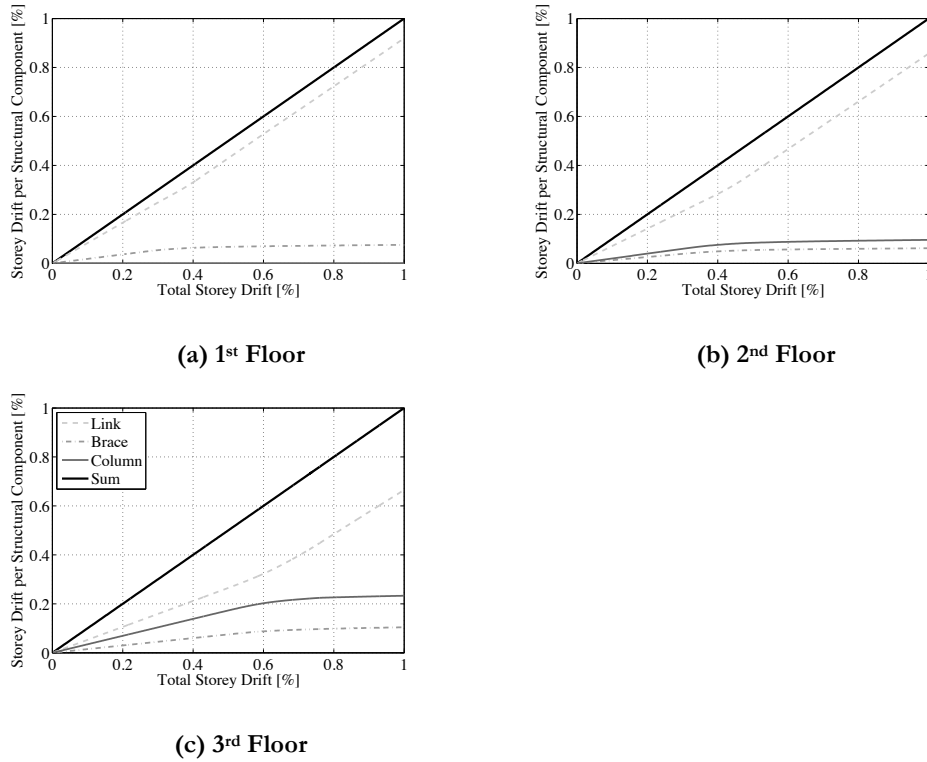 Storey Drift per Structural Component [%]
1
0.8
0.6
0.4
0.2
0
0
0.2
0.4
0.6
0.8
1
Total Storey Drift [%]
(a) 1st Floor
Storey Drift per Structural Component [%]
1
0.8
0.6
0.4
0.2
0
0
0.2
0.4
0.6
0.8
1
Total Storey Drift [%]
(b) 2nd Floor
Storey Drift per Structural Component [%]
1
0.8
0.6
0.4
0.2
0
Link
Brace
Column
Sum
0
0.2
0.4
0.6
0.8
1
Total Storey Drift [%]
(c) 3rd Floor